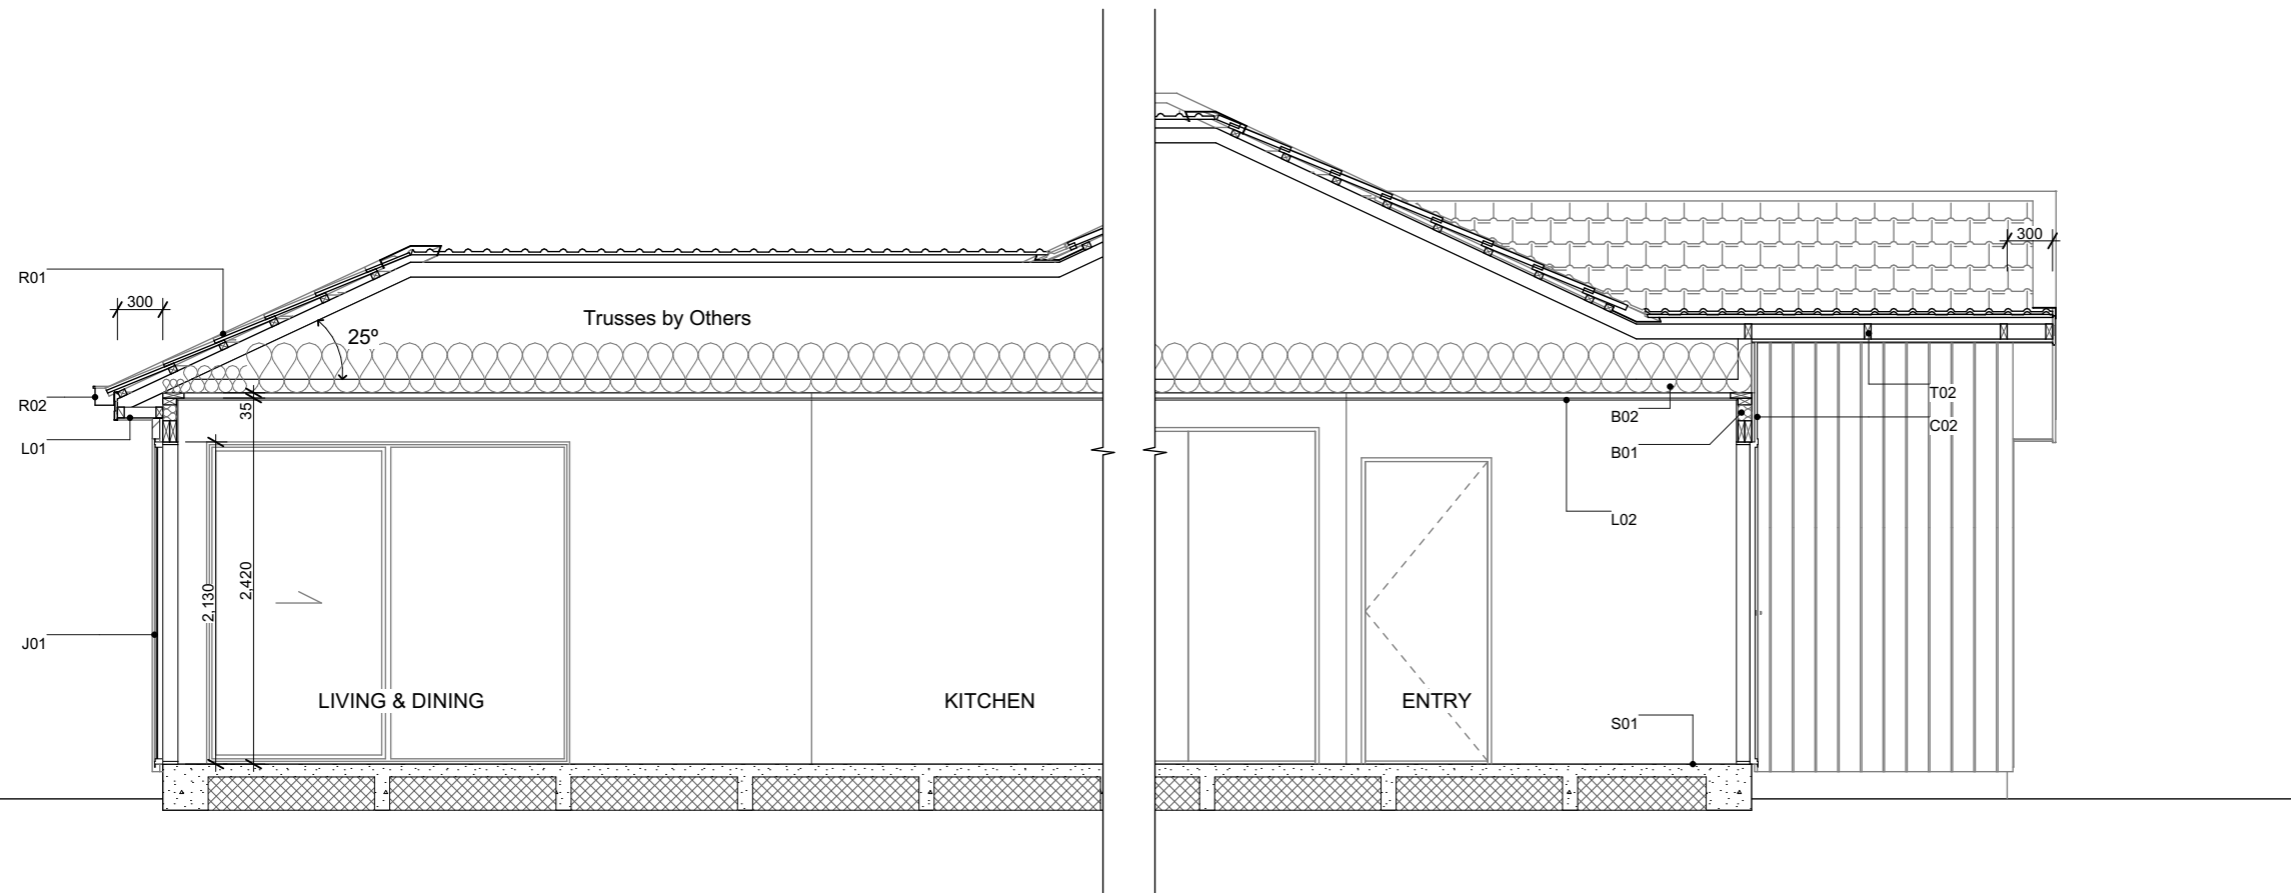 R01
300
Trusses by Others
25º
R02
35
L01
2,130
2,420
J01
LIVING & DINING
KITCHEN
300
T02
B02
C02
B01
L02
ENTRY
S01